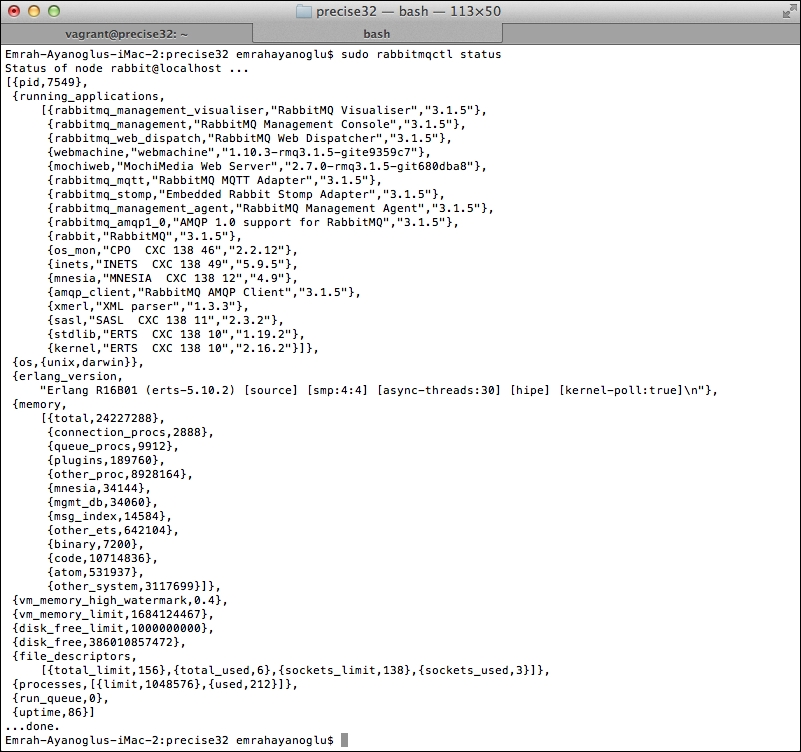 precise32 — bash — 113×50
vagrant@precise32: ~
bash
Emrah-Ayanoglus-iMac-2:precise32 emrahayanoglu$ sudo rabbitmqctl status
Status of node rabbit@localhost ...
[{pid,7549},
 {running_applications,
     [{rabbitmq_management_visualiser,"RabbitMQ Visualiser","3.1.5"},
      {rabbitmq_management,"RabbitMQ Management Console","3.1.5"},
      {rabbitmq_web_dispatch,"RabbitMQ Web Dispatcher","3.1.5"},
      {webmachine,"webmachine","1.10.3-rmq3.1.5-gite9359c7"},
      {mochiweb,"MochiMedia Web Server","2.7.0-rmq3.1.5-git680dba8"},
      {rabbitmq_mqtt,"RabbitMQ MQTT Adapter","3.1.5"},
      {rabbitmq_stomp,"Embedded Rabbit Stomp Adapter","3.1.5"},
      {rabbitmq_management_agent,"RabbitMQ Management Agent","3.1.5"},
      {rabbitmq_amqp1_0,"AMQP 1.0 support for RabbitMQ","3.1.5"},
      {rabbit,"RabbitMQ","3.1.5"},
      {os_mon,"CPO  CXC 138 46","2.2.12"},
      {inets,"INETS  CXC 138 49","5.9.5"},
      {mnesia,"MNESIA  CXC 138 12","4.9"},
      {amqp_client,"RabbitMQ AMQP Client","3.1.5"},
      {xmerl,"XML parser","1.3.3"},
      {sasl,"SASL  CXC 138 11","2.3.2"},
      {stdlib,"ERTS  CXC 138 10","1.19.2"},
      {kernel,"ERTS  CXC 138 10","2.16.2"}]},
 {os,{unix,darwin}},
 {erlang_version,
     "Erlang R16B01 (erts-5.10.2) [source] [smp:4:4] [async-threads:30] [hipe] [kernel-poll:true]\n"},
 {memory,
     [{total,24227288},
      {connection_procs,2888},
      {queue_procs,9912},
      {plugins,189760},
      {other_proc,8928164},
      {mnesia,34144},
      {mgmt_db,34060},
      {msg_index,14584},
      {other_ets,642104},
      {binary,7200},
      {code,10714836},
      {atom,531937},
      {other_system,3117699}]},
 {vm_memory_high_watermark,0.4},
 {vm_memory_limit,1684124467},
 {disk_free_limit,1000000000},
 {disk_free,386010857472},
 {file_descriptors,
     [{total_limit,156},{total_used,6},{sockets_limit,138},{sockets_used,3}]},
 {processes,[{limit,1048576},{used,212}]},
 {run_queue,0},
 {uptime,86}]
...done.
Emrah-Ayanoglus-iMac-2:precise32 emrahayanoglu$